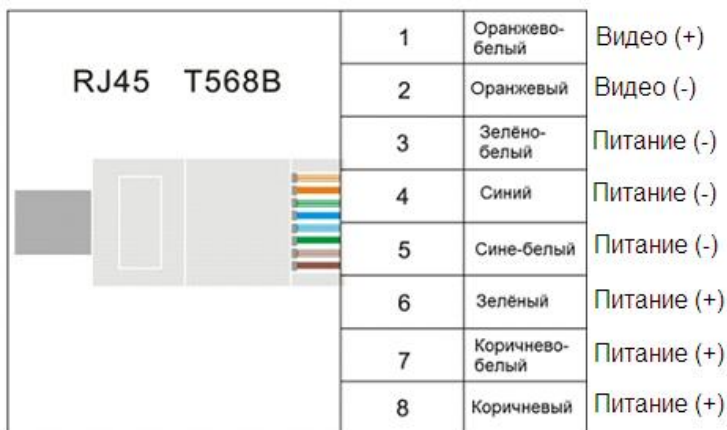 RJ45 T568B
1 Оранжево-
белый Видео (+)
2 Оранжевый Видео (-)
3 Зелёно-
белый Питание (-)
4 Синий Питание (-)
5 Сине-белый Питание (-)
6 Зелёный Питание (+)
7 Коричнево-
белый Питание (+)
8 Коричневый Питание (+)